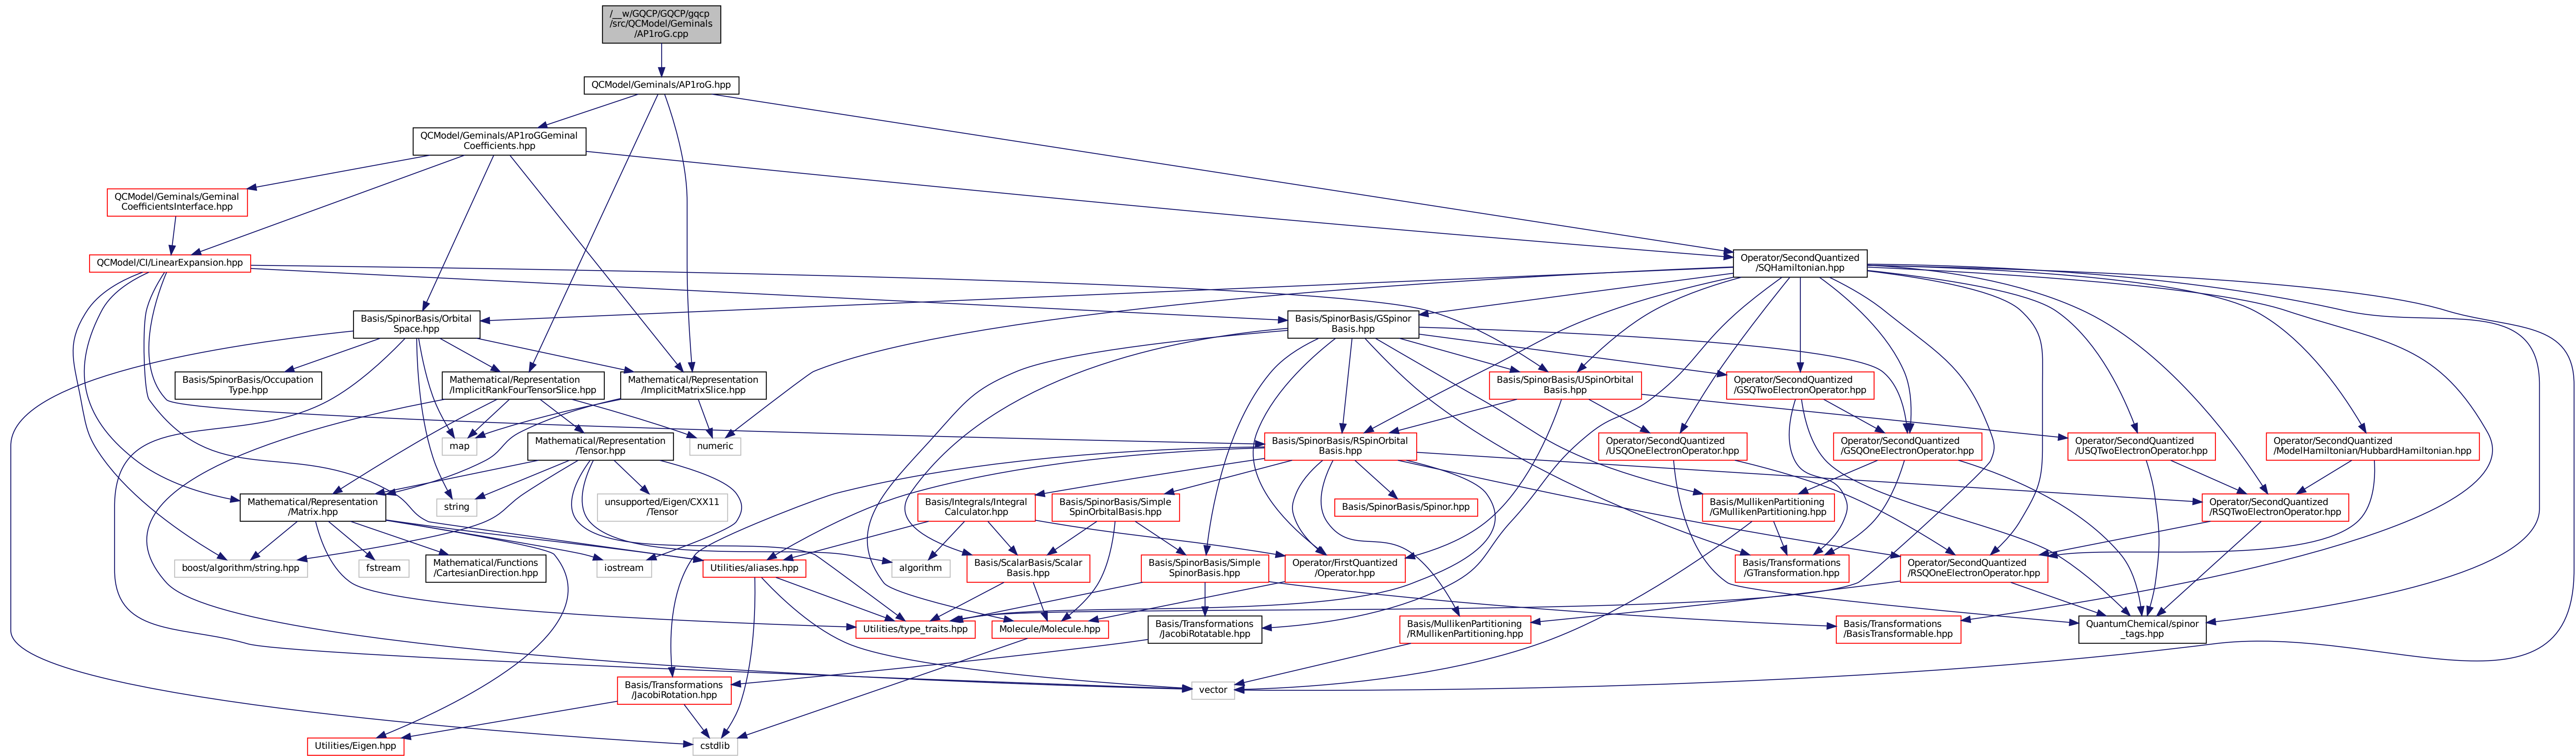 /__w/GQCP/GQCP/gqcp
/src/QCModel/Geminals
/AP1roG.cpp
QCModel/Geminals/AP1roG.hpp
QCModel/Geminals/AP1roGGeminal
Coefficients.hpp
QCModel/Geminals/Geminal
CoefficientsInterface.hpp
QCModel/CI/LinearExpansion.hpp
Operator/SecondQuantized
/SQHamiltonian.hpp
Basis/SpinorBasis/Orbital
Space.hpp
Basis/SpinorBasis/GSpinor
Basis.hpp
Basis/SpinorBasis/Occupation
Type.hpp
Mathematical/Representation
/ImplicitRankFourTensorSlice.hpp
Mathematical/Representation
/ImplicitMatrixSlice.hpp
Basis/SpinorBasis/USpinOrbital
Basis.hpp
Operator/SecondQuantized
/GSQTwoElectronOperator.hpp
map
Mathematical/Representation
/Tensor.hpp
numeric
Basis/SpinorBasis/RSpinOrbital
Basis.hpp
Operator/SecondQuantized
/USQOneElectronOperator.hpp
Operator/SecondQuantized
/GSQOneElectronOperator.hpp
Operator/SecondQuantized
/USQTwoElectronOperator.hpp
Operator/SecondQuantized
/ModelHamiltonian/HubbardHamiltonian.hpp
Mathematical/Representation
/Matrix.hpp
string
unsupported/Eigen/CXX11
/Tensor
Basis/Integrals/Integral
Calculator.hpp
Basis/SpinorBasis/Simple
SpinOrbitalBasis.hpp
Basis/SpinorBasis/Spinor.hpp
Basis/MullikenPartitioning
/GMullikenPartitioning.hpp
Operator/SecondQuantized
/RSQTwoElectronOperator.hpp
boost/algorithm/string.hpp
fstream
Mathematical/Functions
/CartesianDirection.hpp
iostream
Utilities/aliases.hpp
algorithm
Basis/ScalarBasis/Scalar
Basis.hpp
Basis/SpinorBasis/Simple
SpinorBasis.hpp
Operator/FirstQuantized
/Operator.hpp
Basis/Transformations
/GTransformation.hpp
Operator/SecondQuantized
/RSQOneElectronOperator.hpp
Utilities/type_traits.hpp
Molecule/Molecule.hpp
Basis/Transformations
/JacobiRotatable.hpp
Basis/MullikenPartitioning
/RMullikenPartitioning.hpp
Basis/Transformations
/BasisTransformable.hpp
QuantumChemical/spinor
_tags.hpp
Basis/Transformations
/JacobiRotation.hpp
vector
Utilities/Eigen.hpp
cstdlib